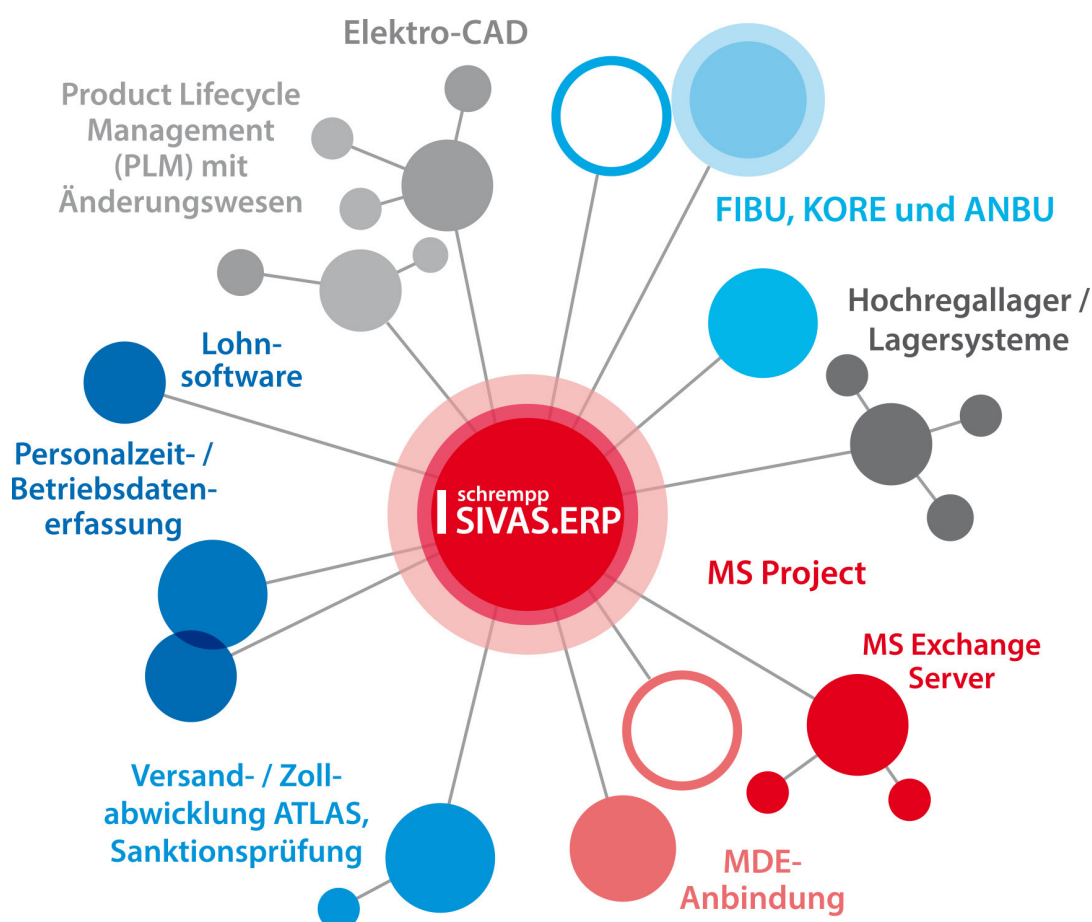 Elektro-CAD
Product Lifecycle
Management
(PLM) mit
Änderungswesen
FIBU, KORE und ANBU
Hochregallager /
Lagersysteme
Lohn-
software
Personalzeit- /
Betriebsdaten-
erfassung
schrempp
SIVAS.ERP
MS Project
MS Exchange
Server
Versand- / Zoll-
abwicklung ATLAS,
Sanktionsprüfung
MDE-
Anbindung